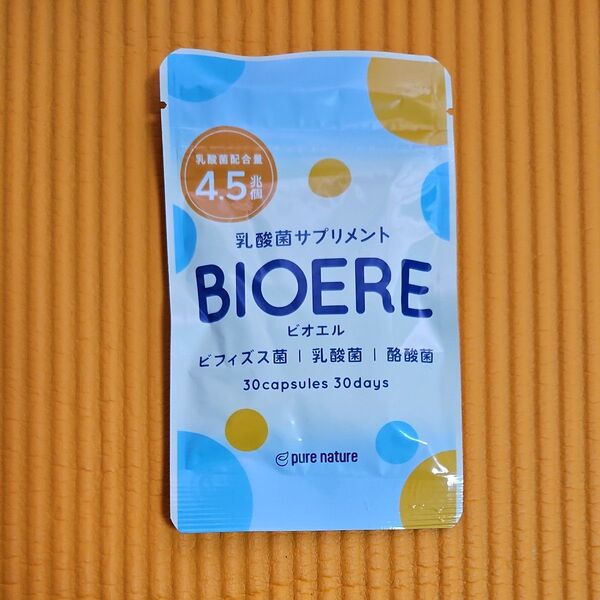 乳酸菌配合量
4.5兆個
乳酸菌サプリメント
BIOERE
ビオエル
ビフィズス菌 | 乳酸菌 | 酪酸菌
30capsules 30days
pure nature